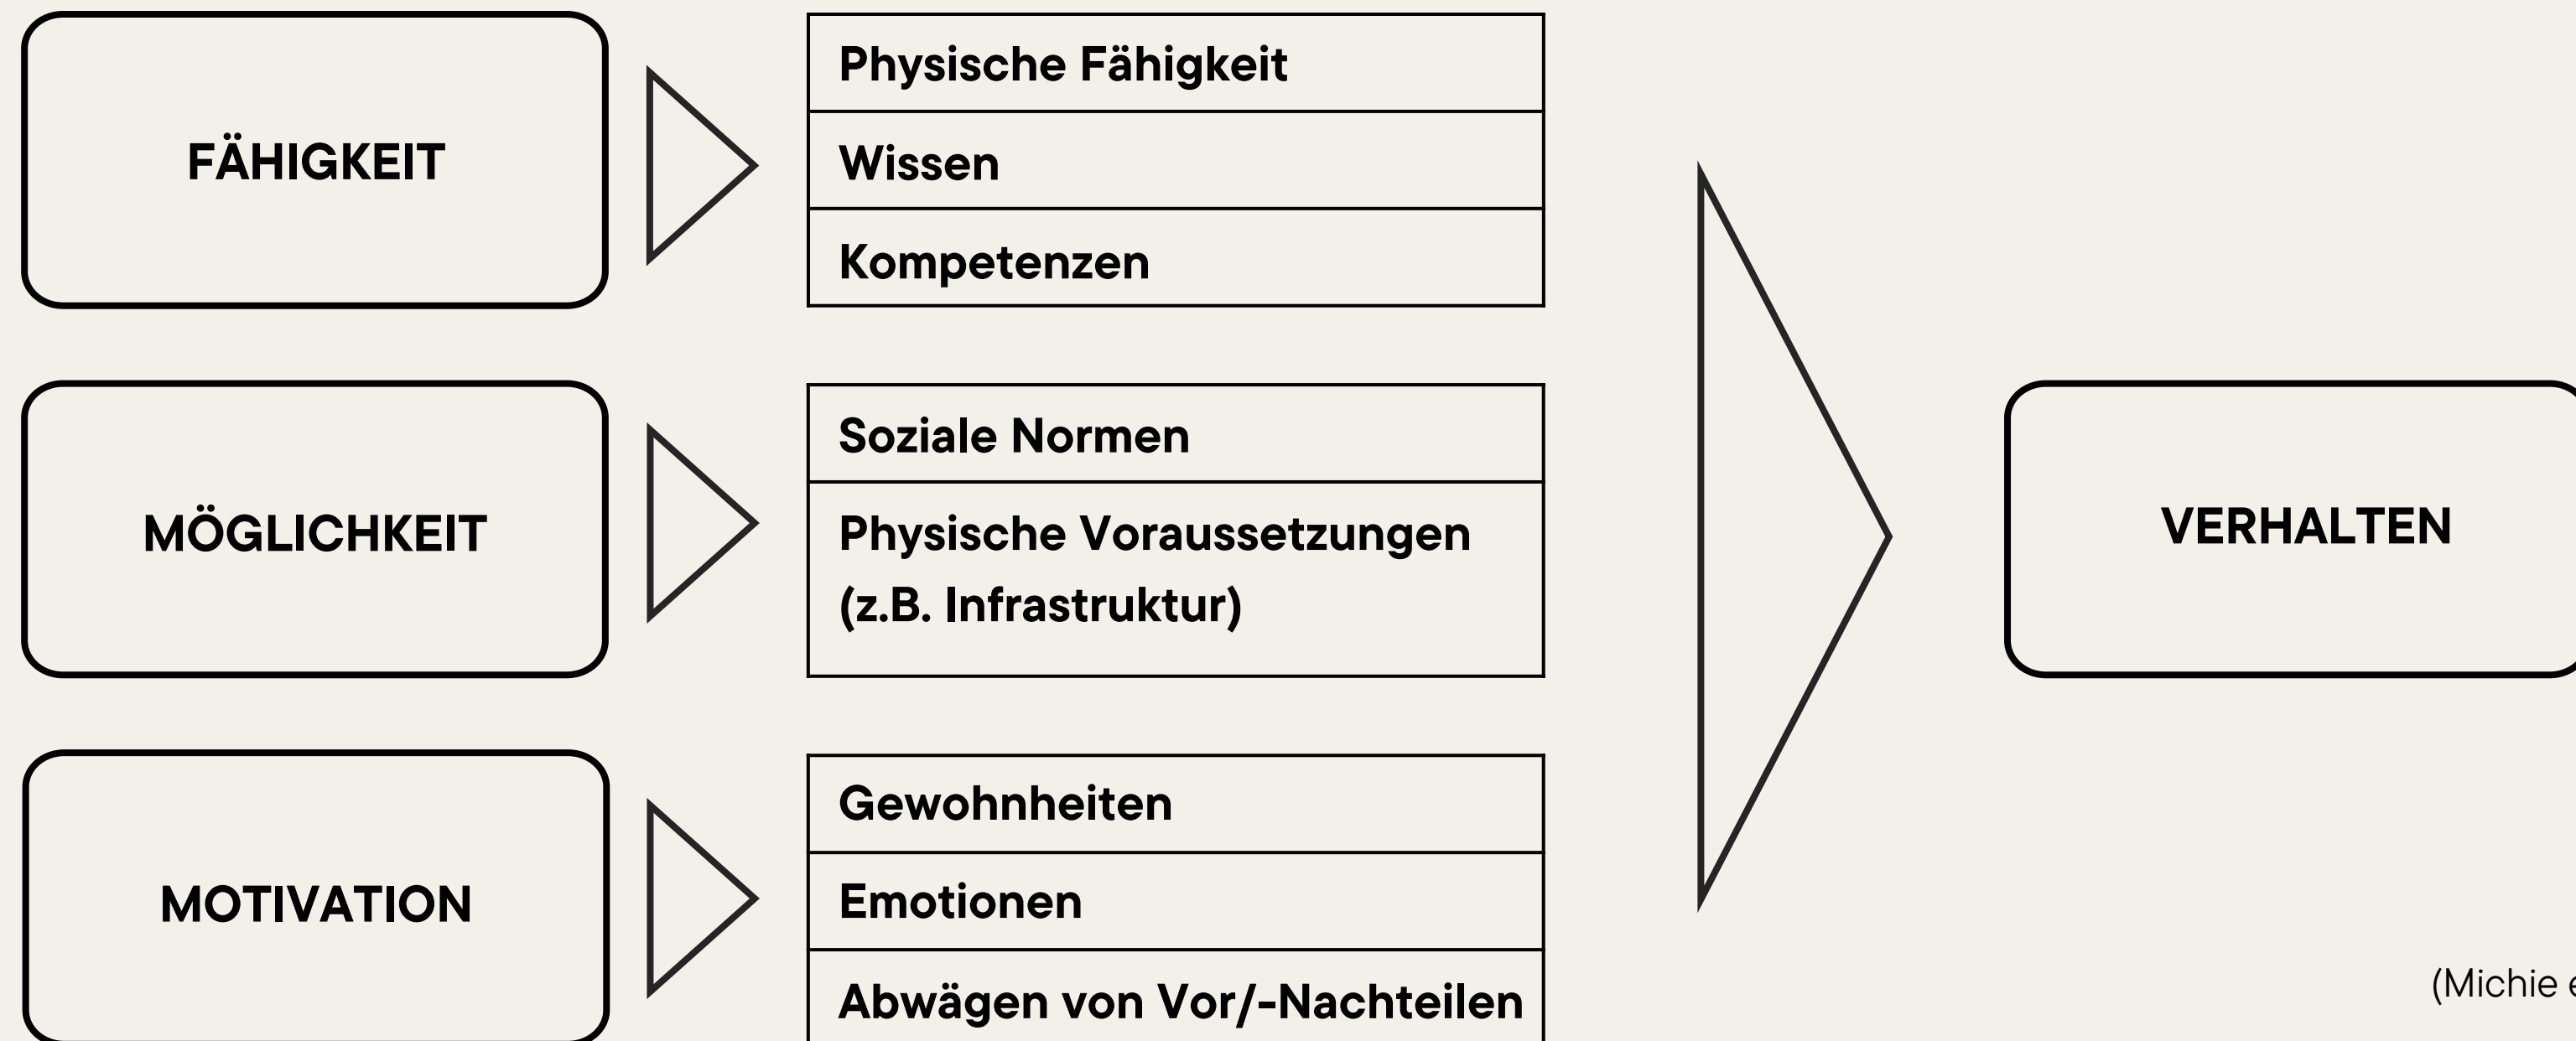 FÄHIGKEIT
Physische Fähigkeit
Wissen
Kompetenzen
MÖGLICHKEIT
Soziale Normen
Physische Voraussetzungen
(z.B. Infrastruktur)
MOTIVATION
Gewohnheiten
Emotionen
Abwägen von Vor/-Nachteilen
VERHALTEN
(Michie